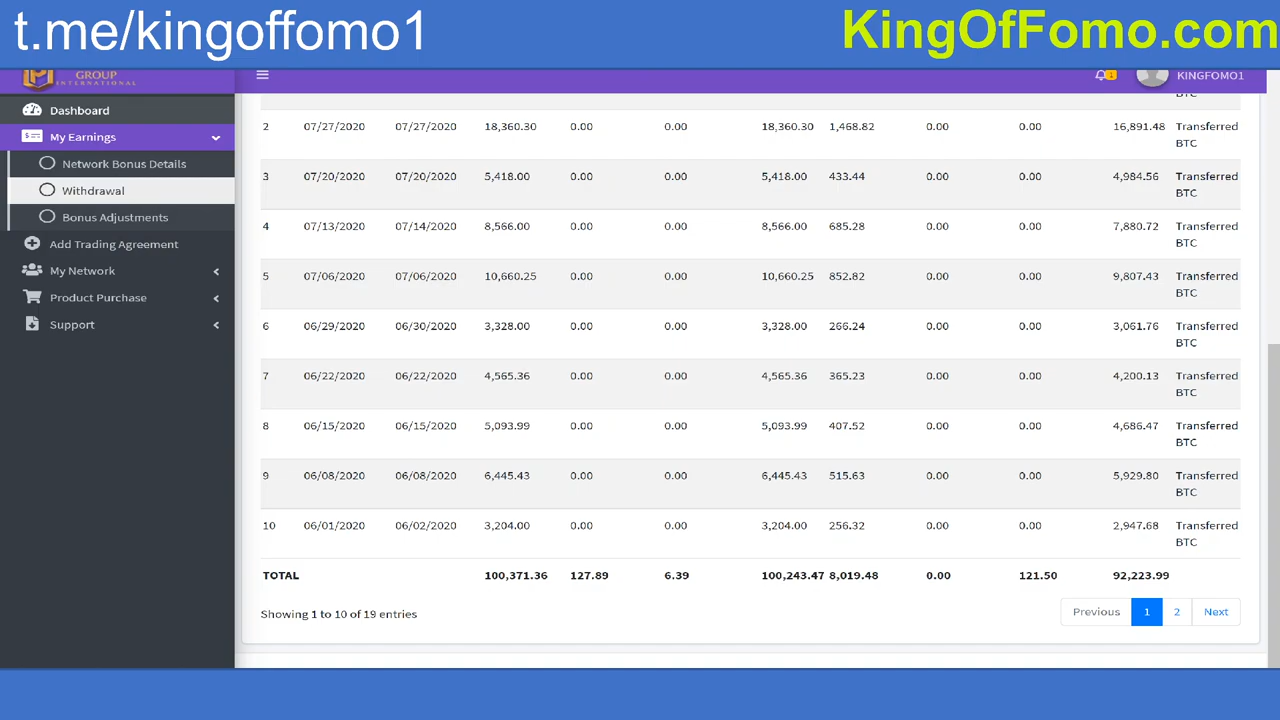 t.me/kingoffomo1
KingOfFomo.com
GROUP
INTERNATIONAL
1
KINGFOMO1
Dashboard
My Earnings
Network Bonus Details
Withdrawal
Bonus Adjustments
Add Trading Agreement
My Network
Product Purchase
Support
BTC
2 07/27/2020 07/27/2020 18,360.30 0.00 0.00 18,360.30 1,468.82 0.00 0.00 16,891.48 Transferred
BTC
3 07/20/2020 07/20/2020 5,418.00 0.00 0.00 5,418.00 433.44 0.00 0.00 4,984.56 Transferred
BTC
4 07/13/2020 07/14/2020 8,566.00 0.00 0.00 8,566.00 685.28 0.00 0.00 7,880.72 Transferred
BTC
5 07/06/2020 07/06/2020 10,660.25 0.00 0.00 10,660.25 852.82 0.00 0.00 9,807.43 Transferred
BTC
6 06/29/2020 06/30/2020 3,328.00 0.00 0.00 3,328.00 266.24 0.00 0.00 3,061.76 Transferred
BTC
7 06/22/2020 06/22/2020 4,565.36 0.00 0.00 4,565.36 365.23 0.00 0.00 4,200.13 Transferred
BTC
8 06/15/2020 06/15/2020 5,093.99 0.00 0.00 5,093.99 407.52 0.00 0.00 4,686.47 Transferred
BTC
9 06/08/2020 06/08/2020 6,445.43 0.00 0.00 6,445.43 515.63 0.00 0.00 5,929.80 Transferred
BTC
10 06/01/2020 06/02/2020 3,204.00 0.00 0.00 3,204.00 256.32 0.00 0.00 2,947.68 Transferred
BTC
TOTAL 100,371.36 127.89 6.39 100,243.47 8,019.48 0.00 121.50 92,223.99
Showing 1 to 10 of 19 entries
Previous 1 2 Next